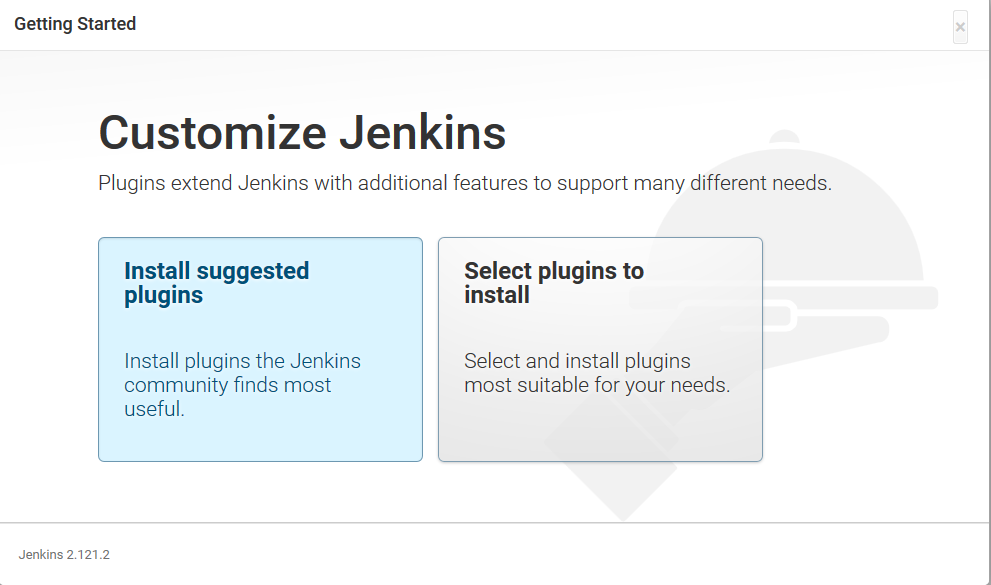 Getting Started
×
Customize Jenkins
Plugins extend Jenkins with additional features to support many different needs.
Install suggested
plugins
Install plugins the Jenkins
community finds most
useful.
Select plugins to
install
Select and install plugins
most suitable for your needs.
Jenkins 2.121.2